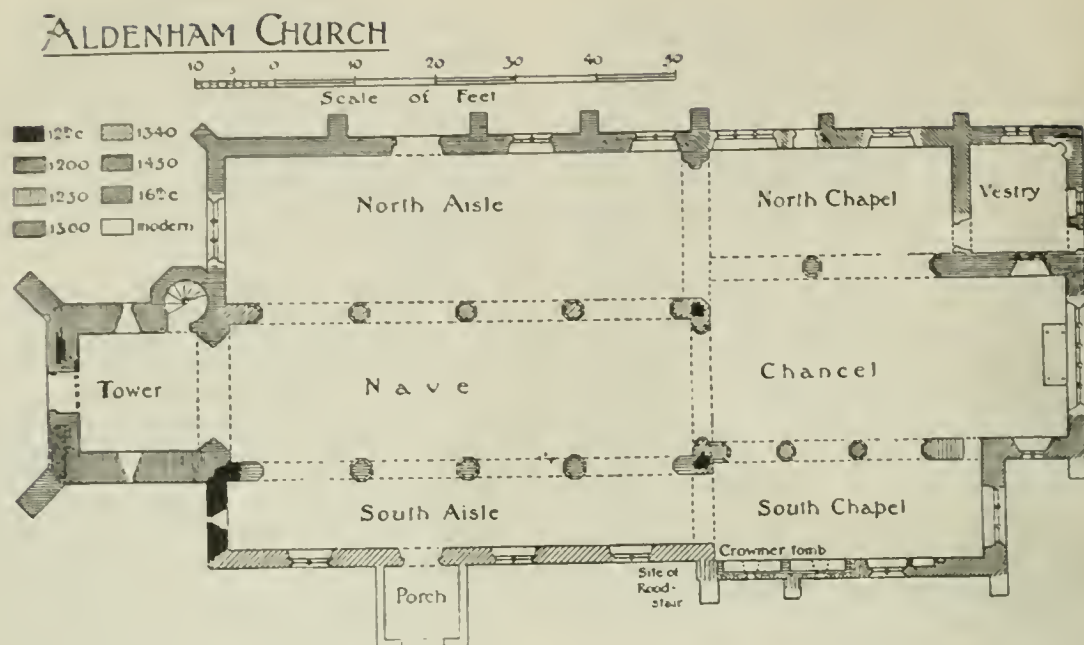 ALDENHAM CHURCH
10 5 0 10 20 30 40 50
Scale of Feet
12th c 1340
1200 1450
1250 16th c
1300 modern
North Aisle
North Chapel
Vestry
Tower
Nave
Chancel
South Aisle
South Chapel
Crowmer tomb
Site of
Rood-
stair
Porch